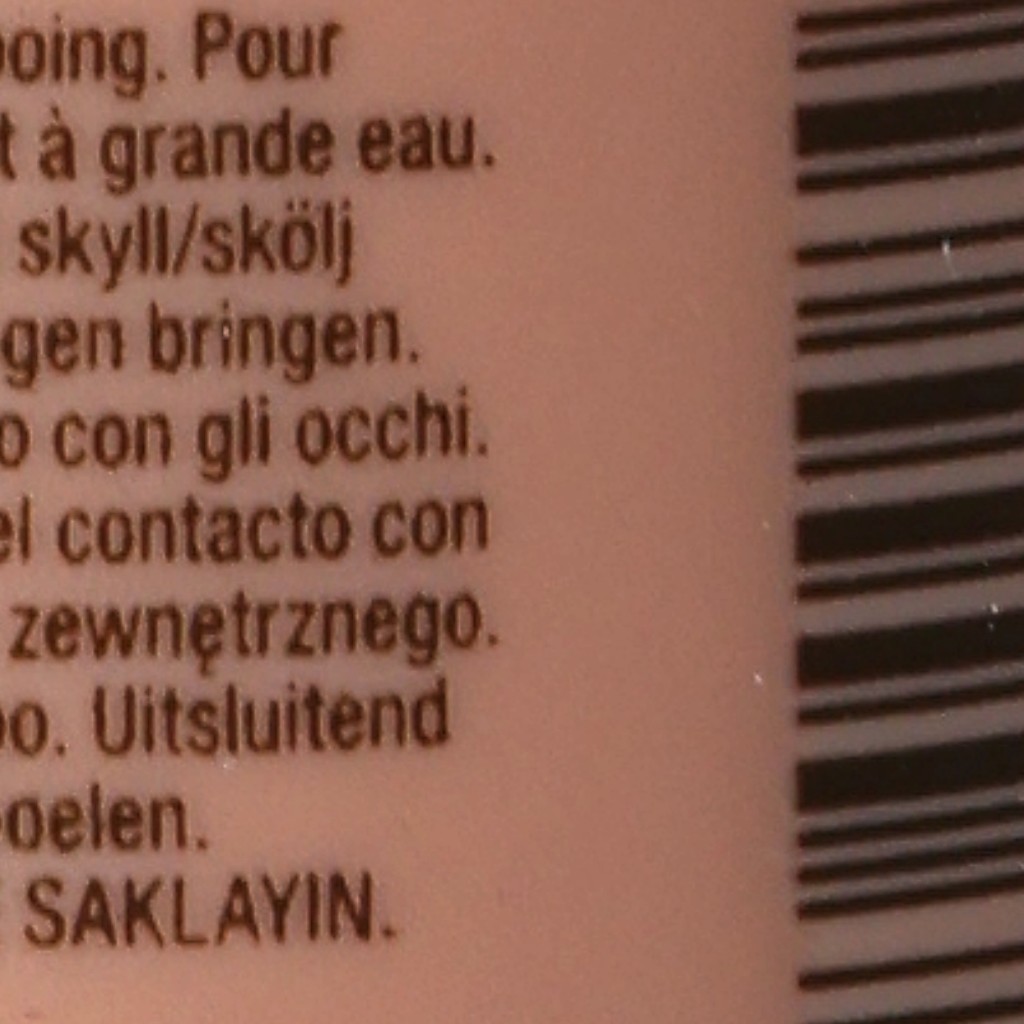 ooing. Pour
t à grande eau.
skyll/skölj
gen bringen.
o con gli occhi.
el contacto con
zewnętrznego.
oo. Uitsluitend
oelen.
SAKLAYIN.